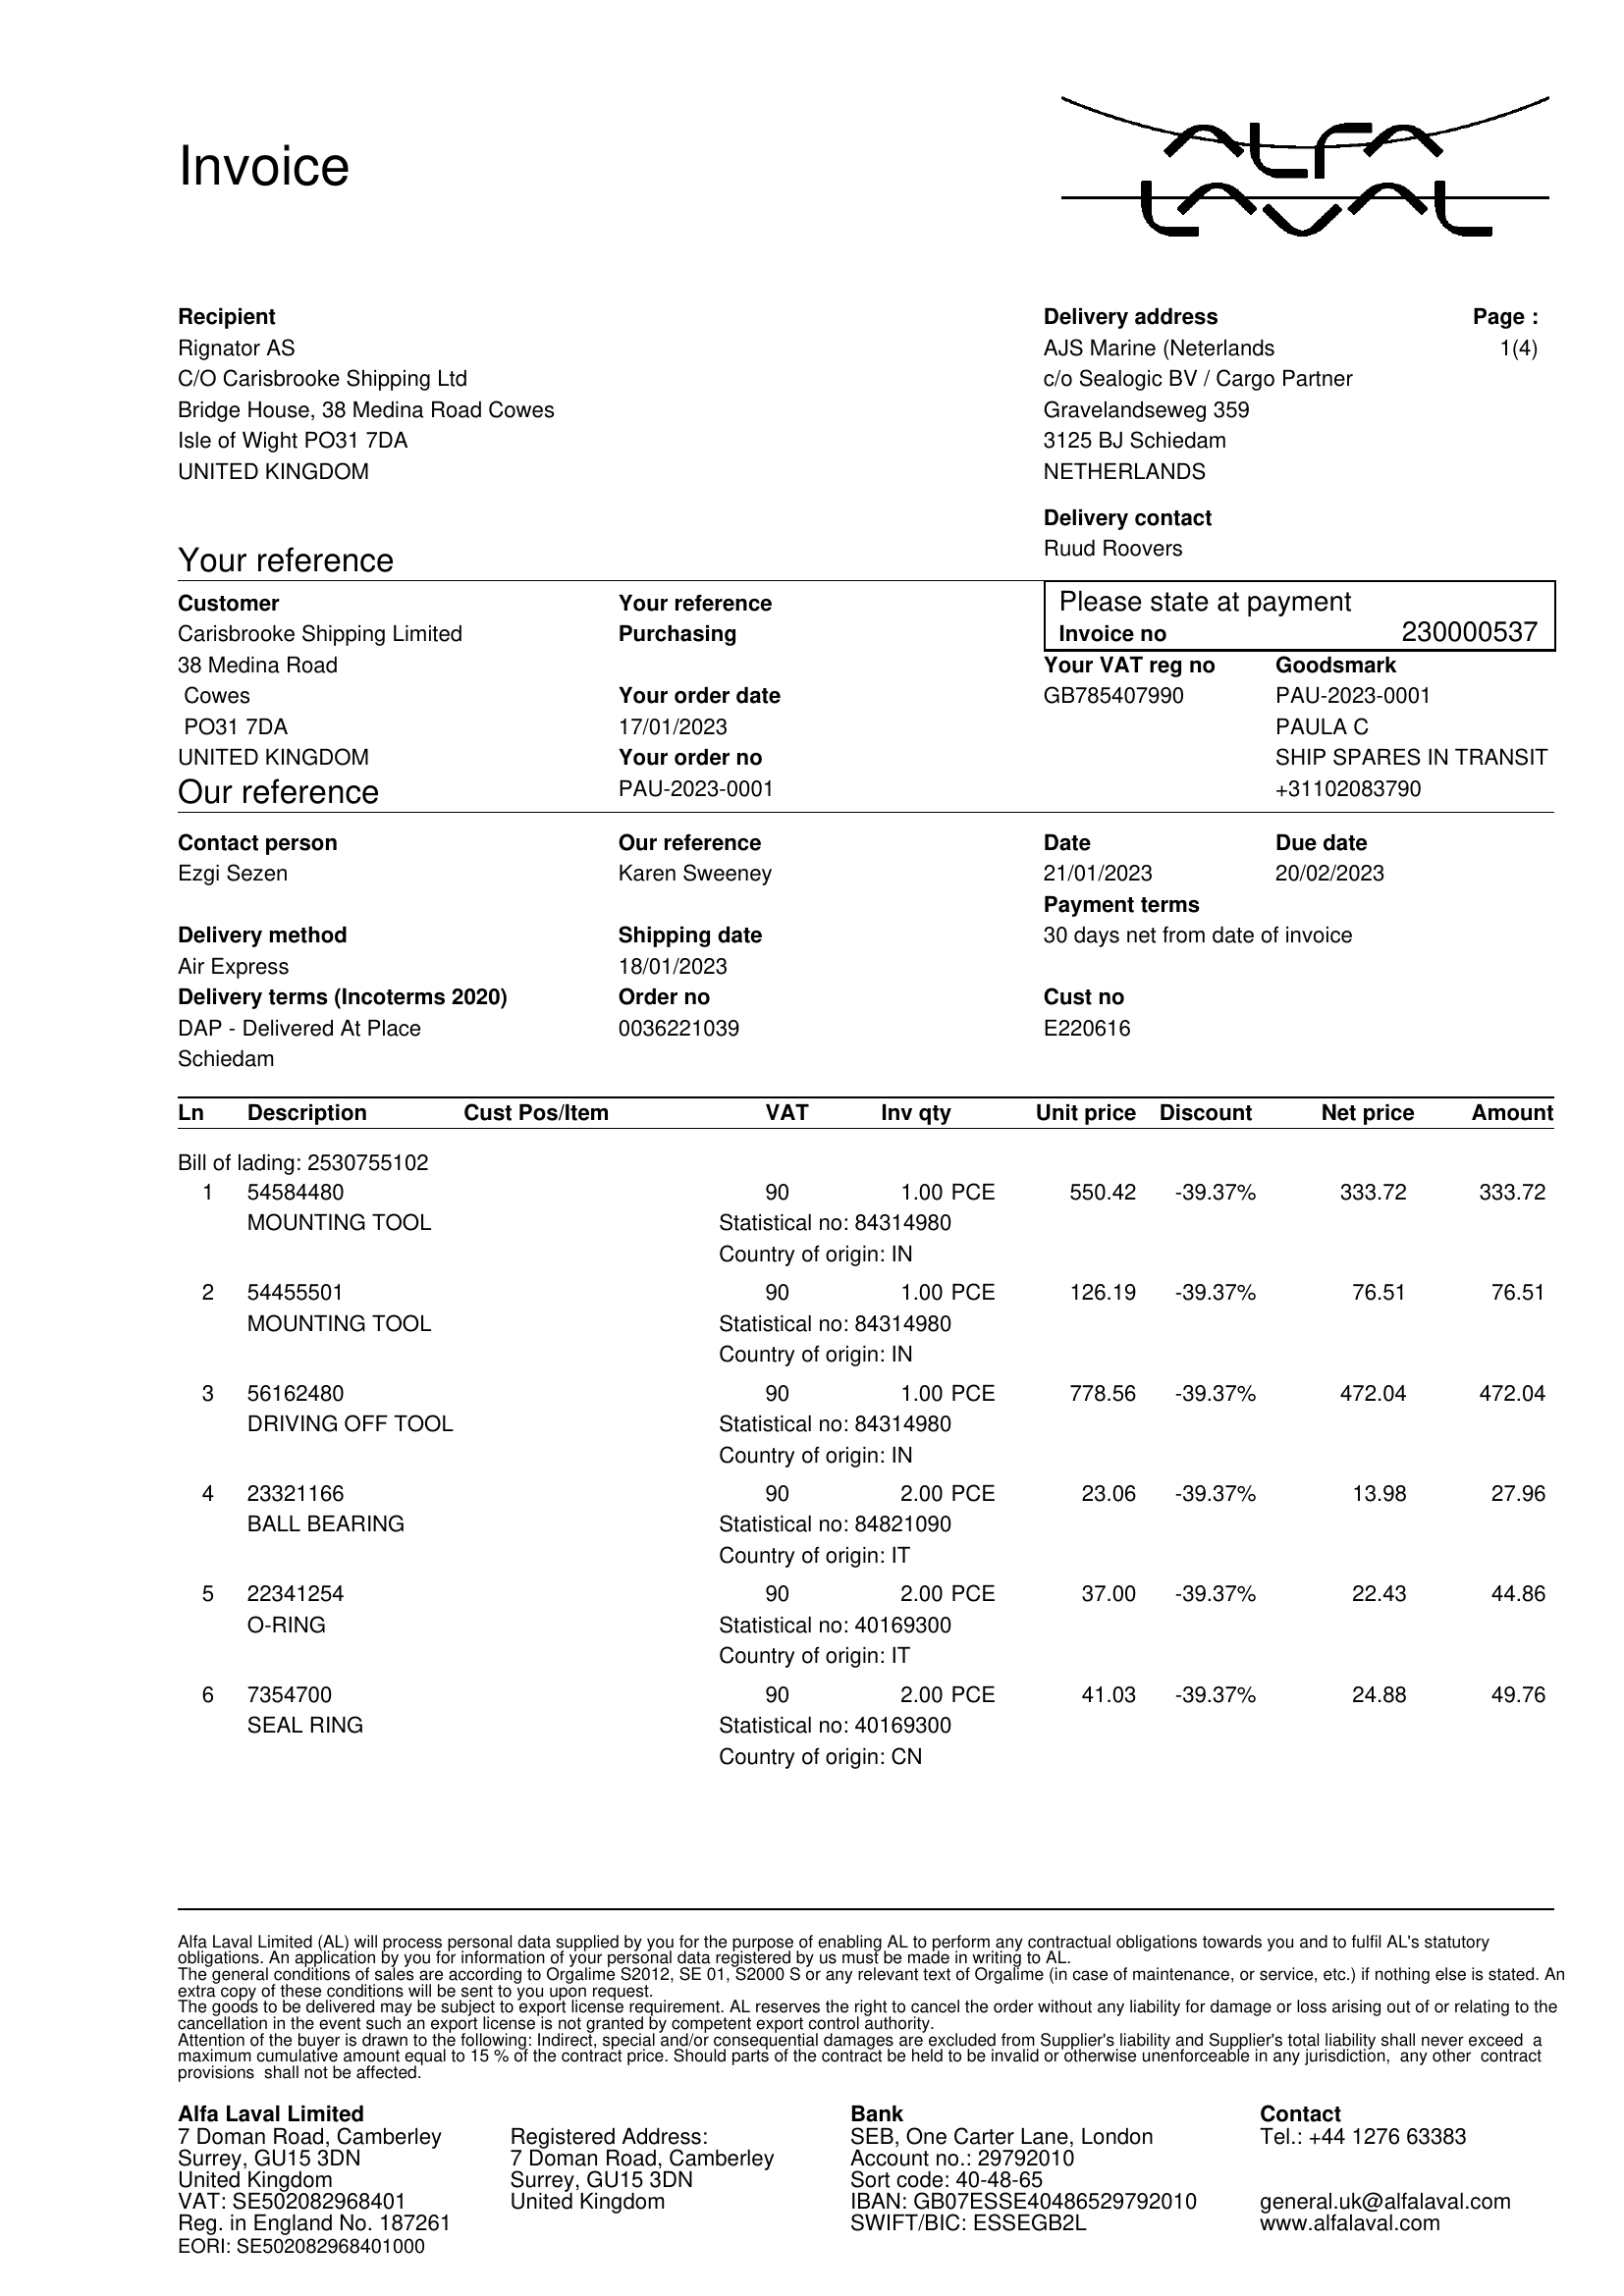 Invoice
ALFA
LAVAL
Recipient
Rignator AS
C/O Carisbrooke Shipping Ltd
Bridge House, 38 Medina Road Cowes
Isle of Wight PO31 7DA
UNITED KINGDOM
Delivery address Page :
AJS Marine (Neterlands 1(4)
c/o Sealogic BV / Cargo Partner
Gravelandseweg 359
3125 BJ Schiedam
NETHERLANDS
Delivery contact
Ruud Roovers
Your reference
Customer
Carisbrooke Shipping Limited
38 Medina Road
Cowes
PO31 7DA
UNITED KINGDOM
Your reference
Purchasing
Your order date
17/01/2023
Your order no
PAU-2023-0001
Please state at payment
Invoice no 230000537
Your VAT reg no
GB785407990
Goodsmark
PAU-2023-0001
PAULA C
SHIP SPARES IN TRANSIT
+31102083790
Our reference
Contact person
Ezgi Sezen
Our reference
Karen Sweeney
Date
21/01/2023
Due date
20/02/2023
Payment terms
30 days net from date of invoice
Delivery method
Air Express
Shipping date
18/01/2023
Delivery terms (Incoterms 2020)
DAP - Delivered At Place
Schiedam
Order no
0036221039
Cust no
E220616
Ln Description Cust Pos/Item VAT Inv qty Unit price Discount Net price Amount
Bill of lading: 2530755102
1 54584480 90 1.00 PCE 550.42 -39.37% 333.72 333.72
MOUNTING TOOL Statistical no: 84314980
Country of origin: IN
2 54455501 90 1.00 PCE 126.19 -39.37% 76.51 76.51
MOUNTING TOOL Statistical no: 84314980
Country of origin: IN
3 56162480 90 1.00 PCE 778.56 -39.37% 472.04 472.04
DRIVING OFF TOOL Statistical no: 84314980
Country of origin: IN
4 23321166 90 2.00 PCE 23.06 -39.37% 13.98 27.96
BALL BEARING Statistical no: 84821090
Country of origin: IT
5 22341254 90 2.00 PCE 37.00 -39.37% 22.43 44.86
O-RING Statistical no: 40169300
Country of origin: IT
6 7354700 90 2.00 PCE 41.03 -39.37% 24.88 49.76
SEAL RING Statistical no: 40169300
Country of origin: CN
Alfa Laval Limited (AL) will process personal data supplied by you for the purpose of enabling AL to perform any contractual obligations towards you and to fulfil AL's statutory
obligations. An application by you for information of your personal data registered by us must be made in writing to AL.
The general conditions of sales are according to Orgalime S2012, SE 01, S2000 S or any relevant text of Orgalime (in case of maintenance, or service, etc.) if nothing else is stated. An
extra copy of these conditions will be sent to you upon request.
The goods to be delivered may be subject to export license requirement. AL reserves the right to cancel the order without any liability for damage or loss arising out of or relating to the
cancellation in the event such an export license is not granted by competent export control authority.
Attention of the buyer is drawn to the following: Indirect, special and/or consequential damages are excluded from Supplier's liability and Supplier's total liability shall never exceed a
maximum cumulative amount equal to 15 % of the contract price. Should parts of the contract be held to be invalid or otherwise unenforceable in any jurisdiction, any other contract
provisions shall not be affected.
Alfa Laval Limited
7 Doman Road, Camberley
Surrey, GU15 3DN
United Kingdom
VAT: SE502082968401
Reg. in England No. 187261
EORI: SE502082968401000
Registered Address:
7 Doman Road, Camberley
Surrey, GU15 3DN
United Kingdom
Bank
SEB, One Carter Lane, London
Account no.: 29792010
Sort code: 40-48-65
IBAN: GB07ESSE40486529792010
SWIFT/BIC: ESSEGB2L
Contact
Tel.: +44 1276 63383
general.uk@alfalaval.com
www.alfalaval.com